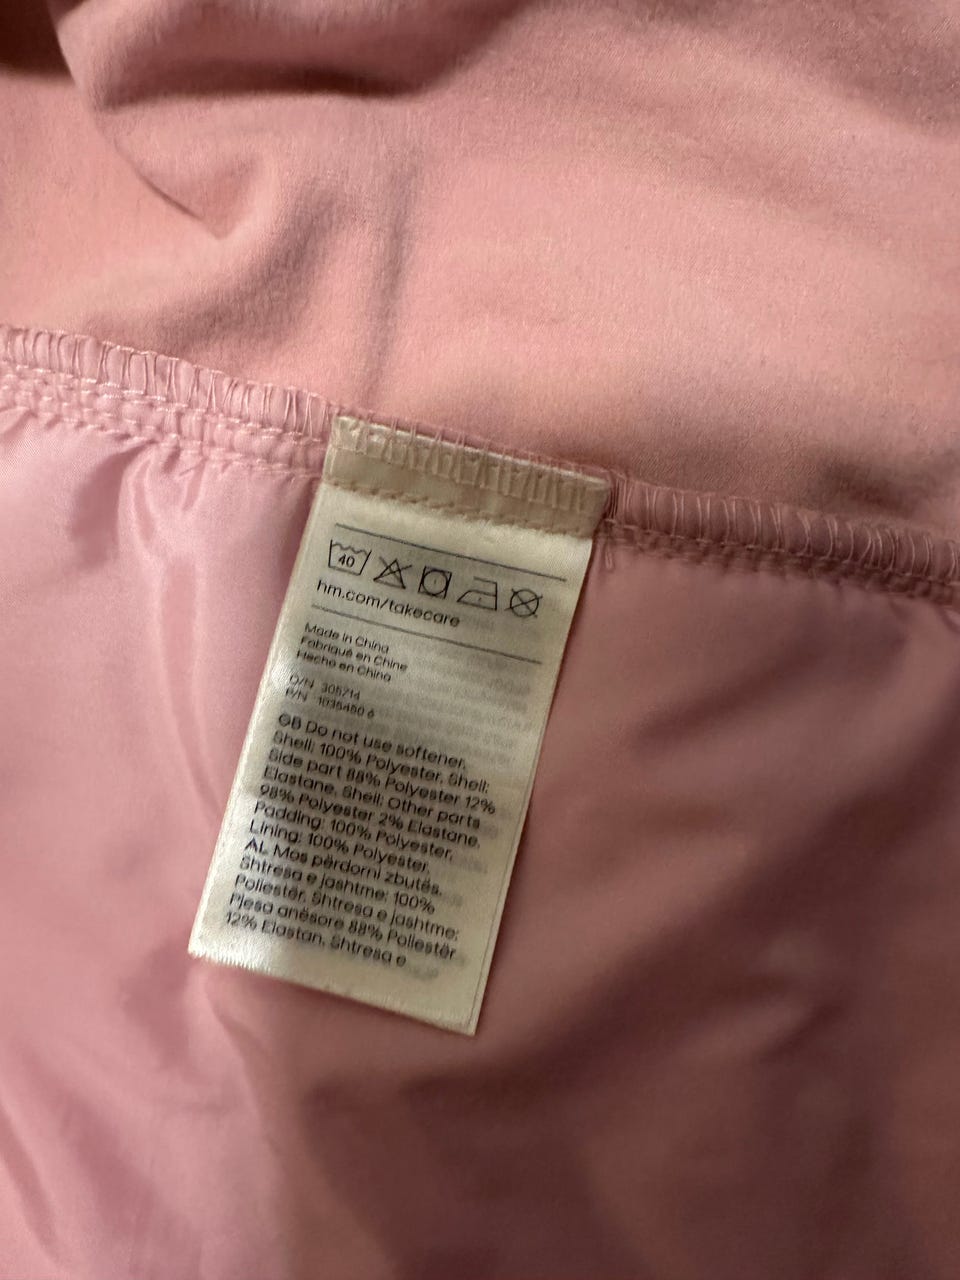 40
hm.com/takecare
Made in China
Fabriqué en Chine
Hecho en China
O/N 305714
P/N 1035450 6
GB Do not use softener.
Shell: 100% Polyester. Shell:
Side part 88% Polyester 12%
Elastane. Shell: Other parts
98% Polyester 2% Elastane.
Padding: 100% Polyester.
Lining: 100% Polyester.
AL Mos përdorni zbutës.
Shtresa e jashtme: 100%
Poliestër. Shtresa e jashtme:
Pjesa anësore 88% Poliestër
12% Elastan. Shtresa e